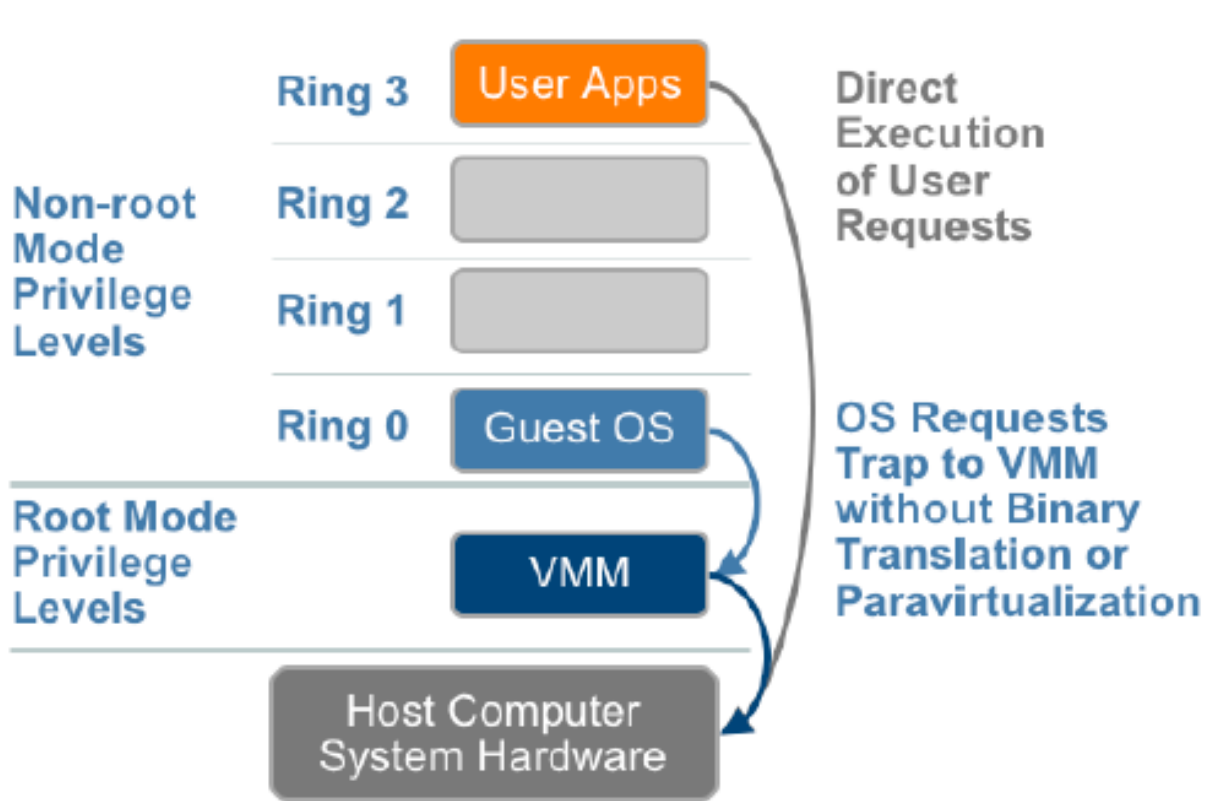 Ring 3
User Apps
Direct
Execution
of User
Requests
Non-root
Mode
Privilege
Levels
Ring 2
Ring 1
Ring 0
Guest OS
OS Requests
Trap to VMM
without Binary
Translation or
Paravirtualization
Root Mode
Privilege
Levels
VMM
Host Computer
System Hardware